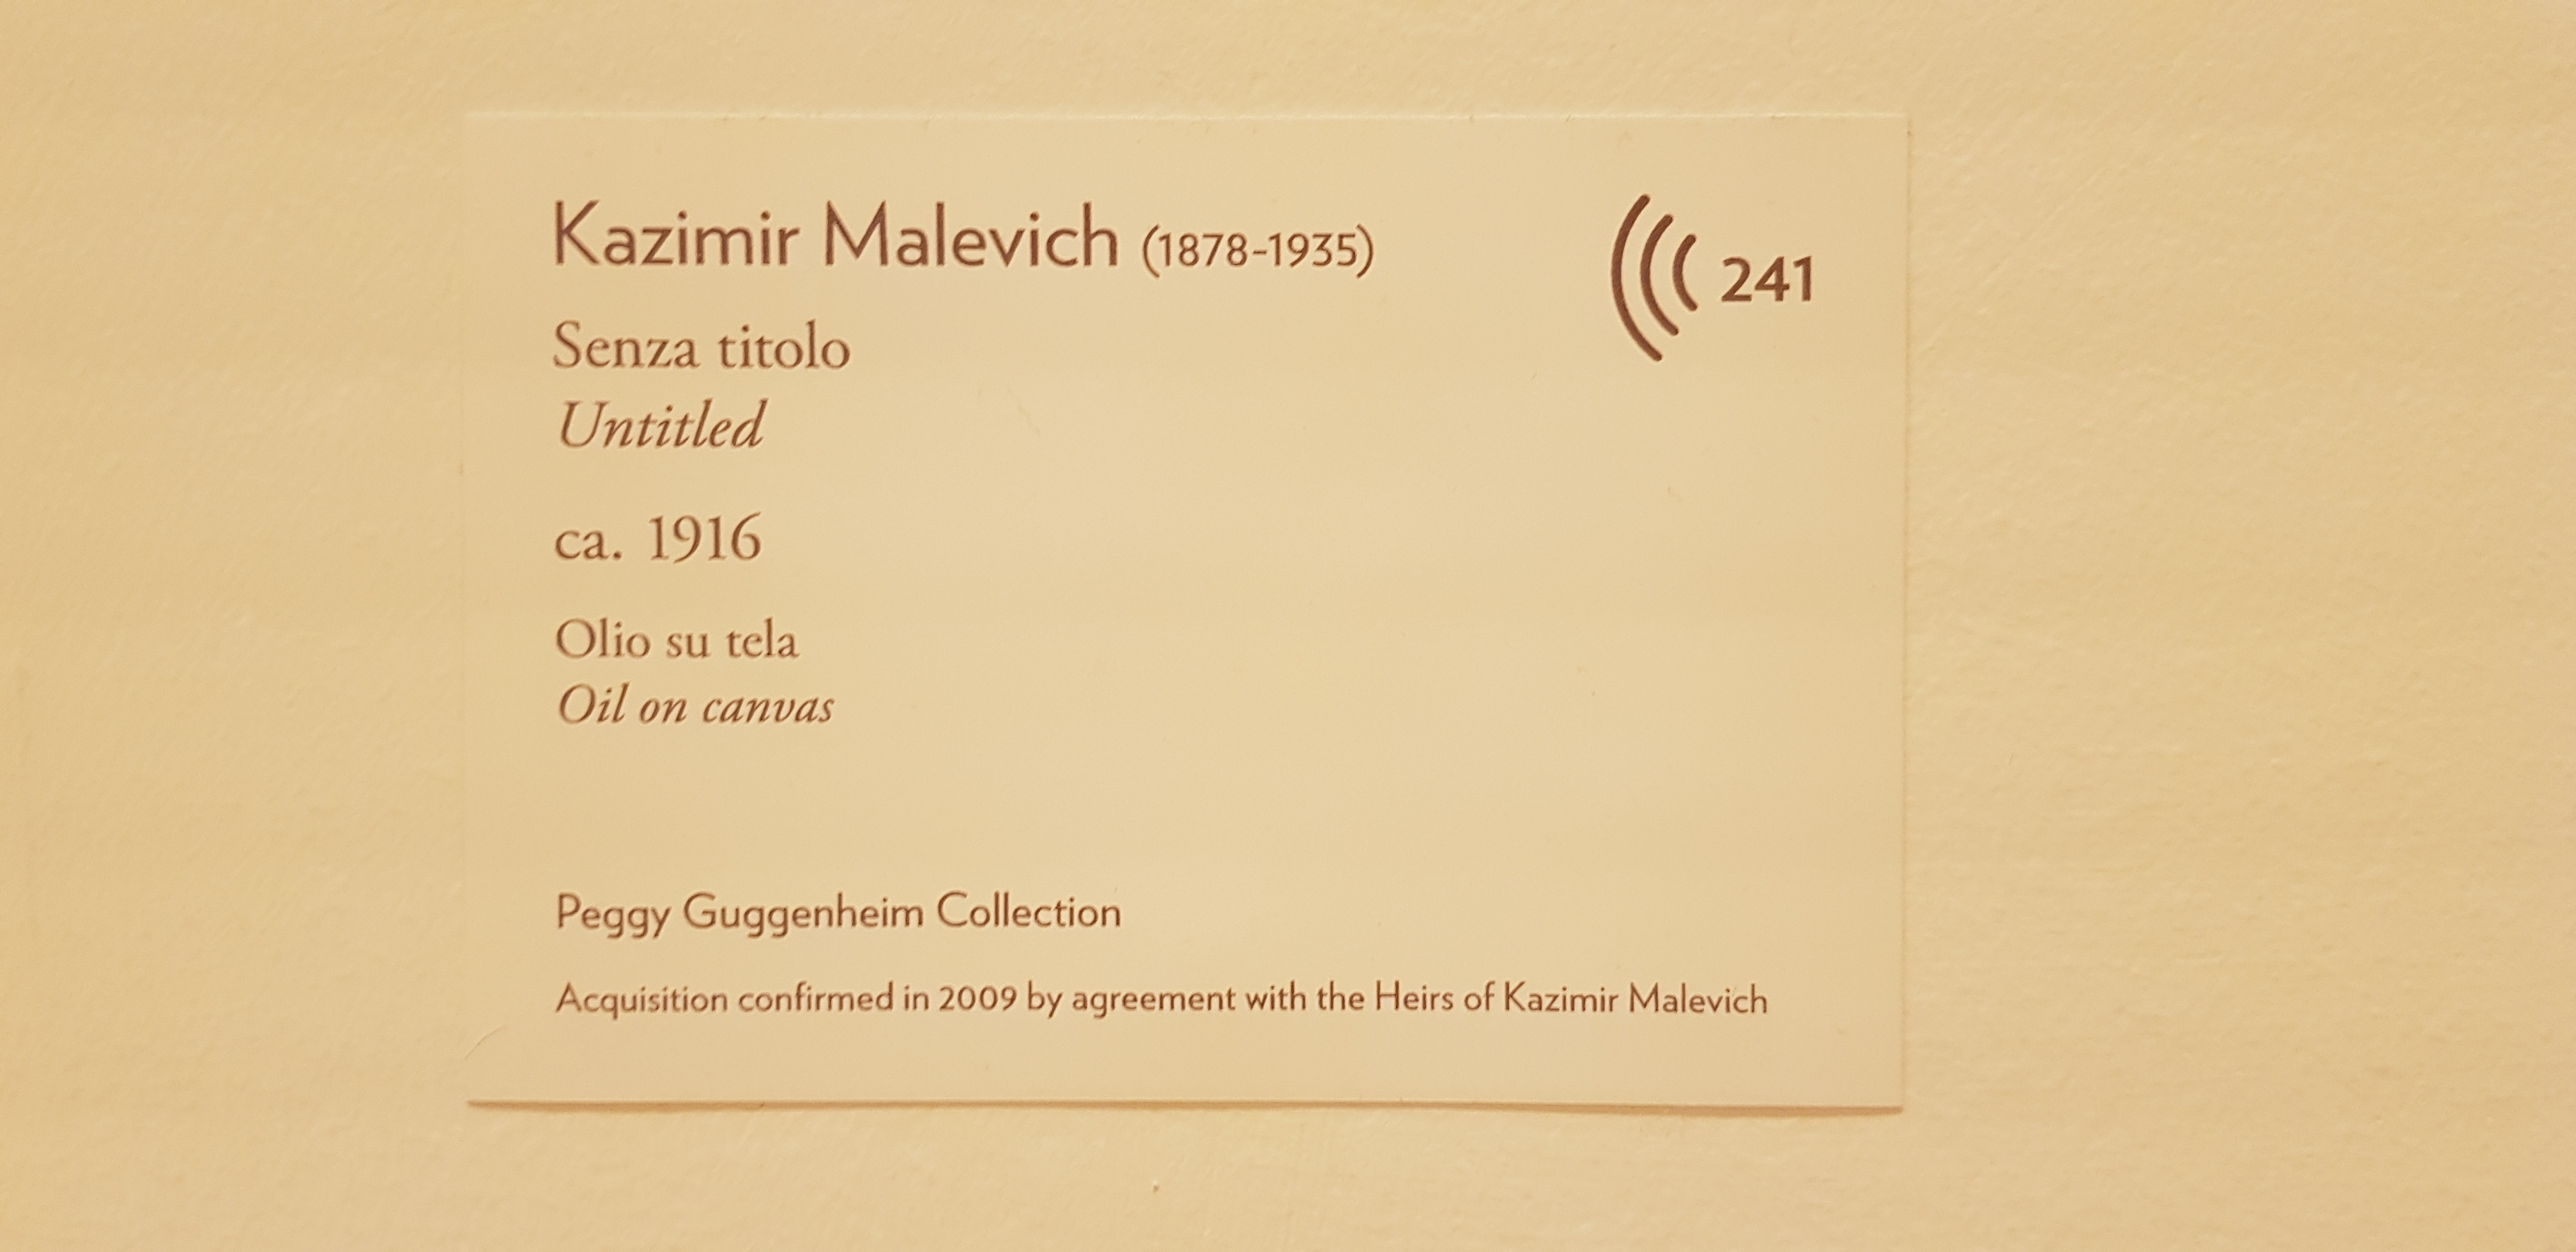 Kazimir Malevich (1878-1935)
241
Senza titolo
Untitled
ca. 1916
Olio su tela
Oil on canvas
Peggy Guggenheim Collection
Acquisition confirmed in 2009 by agreement with the Heirs of Kazimir Malevich